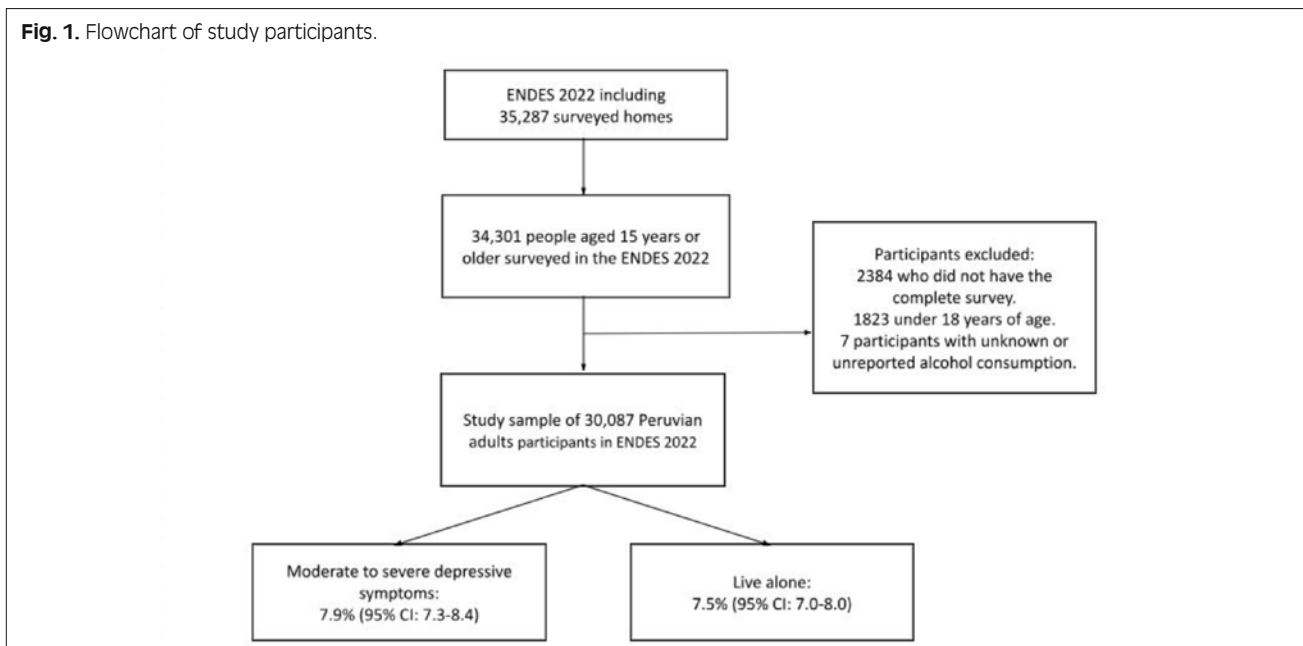 Fig. 1. Flowchart of study participants.
ENDES 2022 including
35,287 surveyed homes
34,301 people aged 15 years or
older surveyed in the ENDES 2022
Participants excluded:
2384 who did not have the
complete survey.
1823 under 18 years of age.
7 participants with unknown or
unreported alcohol consumption.
Study sample of 30,087 Peruvian
adults participants in ENDES 2022
Moderate to severe depressive
symptoms:
7.9% (95% CI: 7.3-8.4)
Live alone:
7.5% (95% CI: 7.0-8.0)